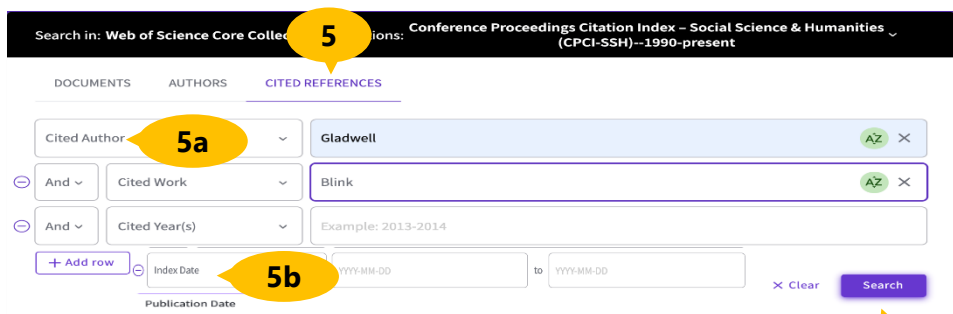 Search in: Web of Science Core Collec 5 ions: Conference Proceedings Citation Index – Social Science & Humanities
(CPCI-SSH)--1990-present
DOCUMENTS AUTHORS CITED REFERENCES
Cited Author 5a Gladwell AZ
And Cited Work Blink AZ
And Cited Year(s) Example: 2013-2014
+ Add row Index Date 5b YYYY-MM-DD to YYYY-MM-DD
× Clear Search
Publication Date